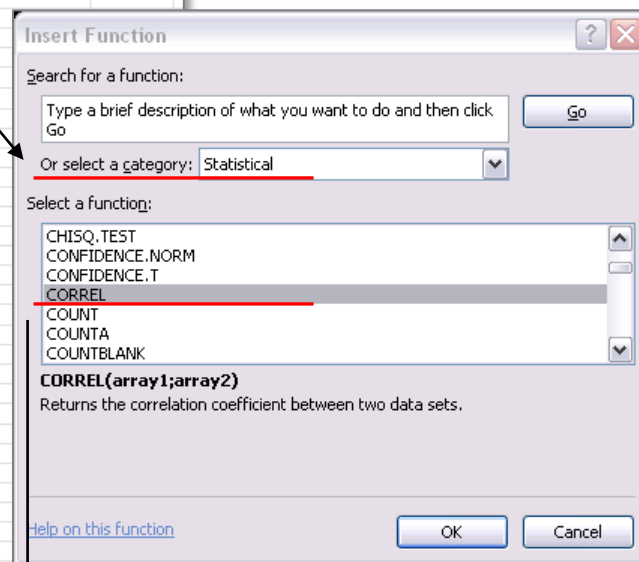 Insert Function
Search for a function:
Type a brief description of what you want to do and then click
Go
Go
Or select a category: Statistical
Select a function:
CHISQ.TEST
CONFIDENCE.NORM
CONFIDENCE.T
CORREL
COUNT
COUNTA
COUNTBLANK
CORREL(array1;array2)
Returns the correlation coefficient between two data sets.
Help on this function
OK
Cancel